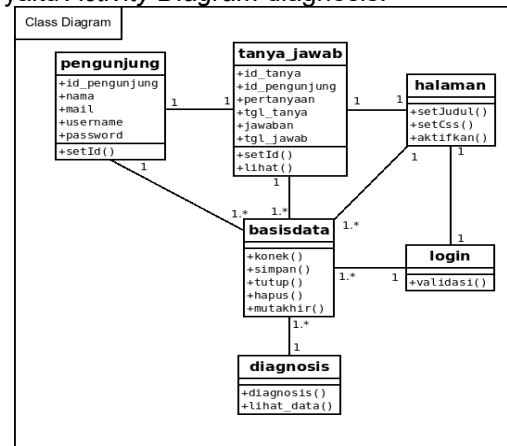 Activity Diagram diagnosis.
Class Diagram
pengunjung
+id_pengunjung
+nama
+mail
+username
+password
+setId()
1
1
tanya_jawab
+id_tanya
+id_pengunjung
+pertanyaan
+tgl_tanya
+jawaban
+tgl_jawab
+setId()
+lihat()
1
1
halaman
+setJudul()
+setCss()
+aktifkan()
1
1
1
1
1.*
1.*
1.*
basisdata
+konek()
+simpan()
+tutup()
+hapus()
+mutakhir()
1.*
1
1
login
+validasi()
1.*
1
diagnosis
+diagnosis()
+lihat_data()